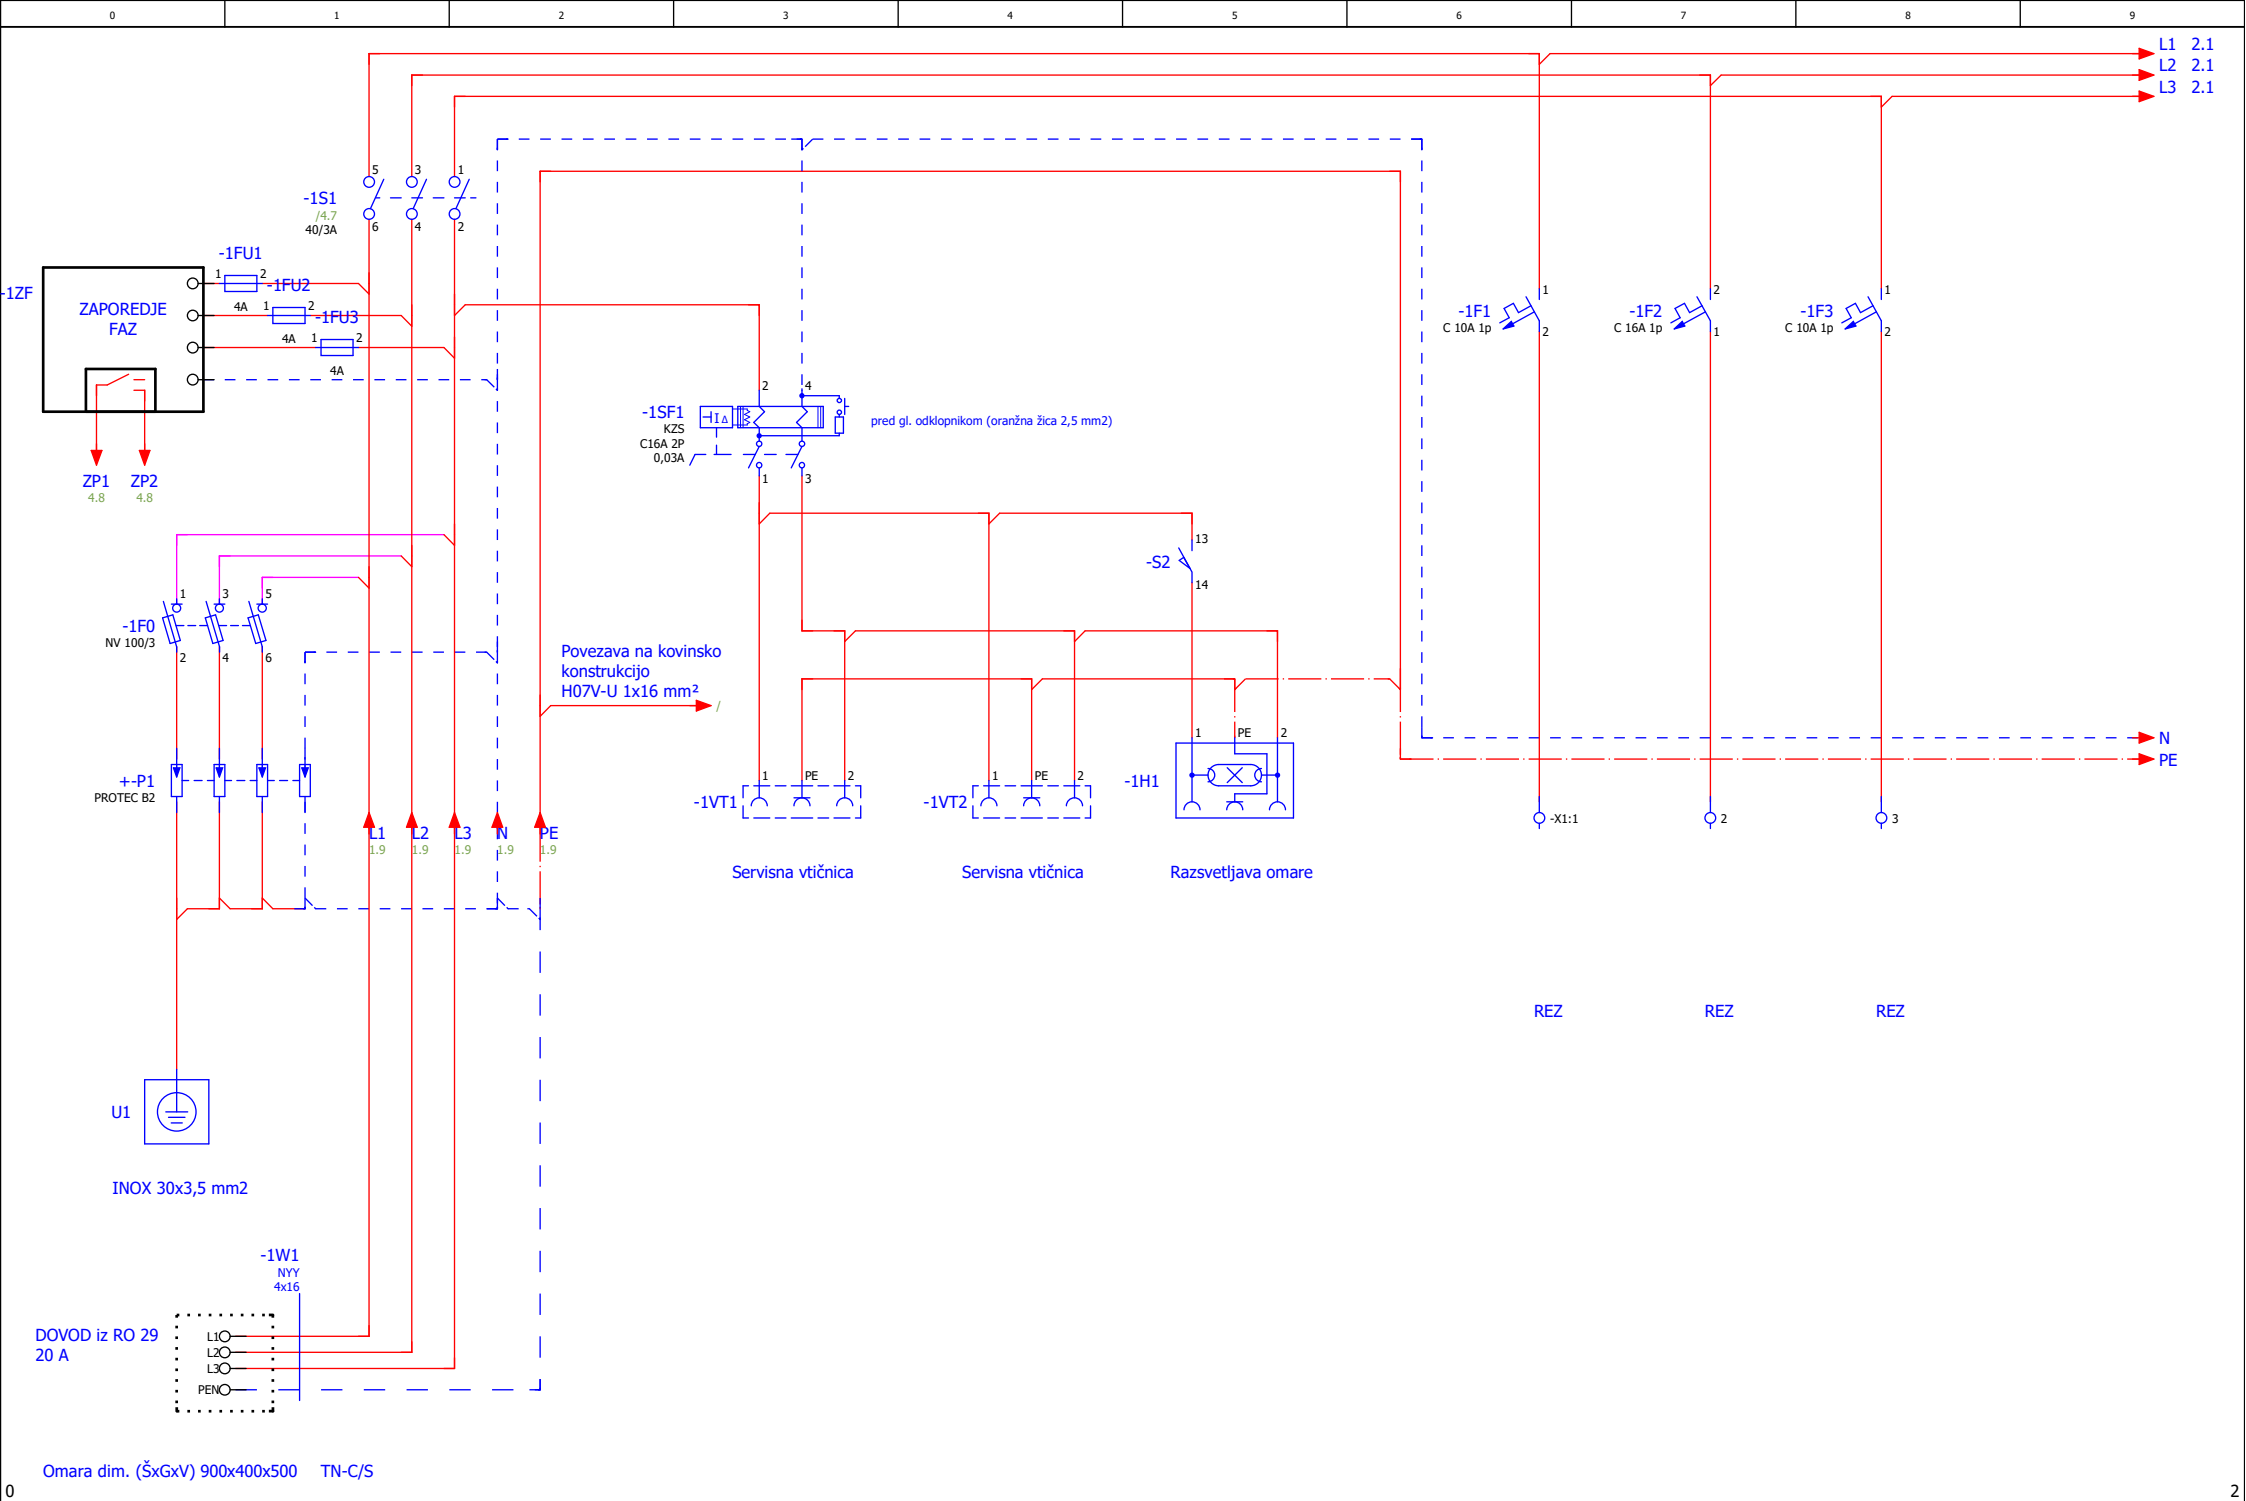 0 1 2 3 4 5 6 7 8 9
L1 2.1
L2 2.1
L3 2.1
5 3 1
-1S1
/4.7
40/3A
6 4 2
-1FU1
1 2
-1FU2
4A 1 2
-1FU3
4A 1 2
4A
-1ZF
ZAPOREDJE
FAZ
ZP1 ZP2
4.8 4.8
2 4
-1SF1
KZS
C16A 2P
0,03A
I Δ
1 3
pred gl. odklopnikom (oranžna žica 2,5 mm2)
1
-1F1
C 10A 1p
2
2
-1F2
C 16A 1p
1
1
-1F3
C 10A 1p
2
13
-S2
14
1 3 5
-1F0
NV 100/3
2 4 6
Povezava na kovinsko
konstrukcijo
H07V-U 1x16 mm²
/
N
PE
+-P1
PROTEC B2
L1 L2 L3 N PE
1.9 1.9 1.9 1.9 1.9
1 PE 2
-1VT1
1 PE 2
-1VT2
1 PE 2
-1H1
-X1:1
2
3
Servisna vtičnica
Servisna vtičnica
Razsvetljava omare
REZ
REZ
REZ
U1
INOX 30x3,5 mm2
-1W1
NYY
4x16
DOVOD iz RO 29
20 A
L1
L2
L3
PEN
Omara dim. (ŠxGxV) 900x400x500 TN-C/S
0
2